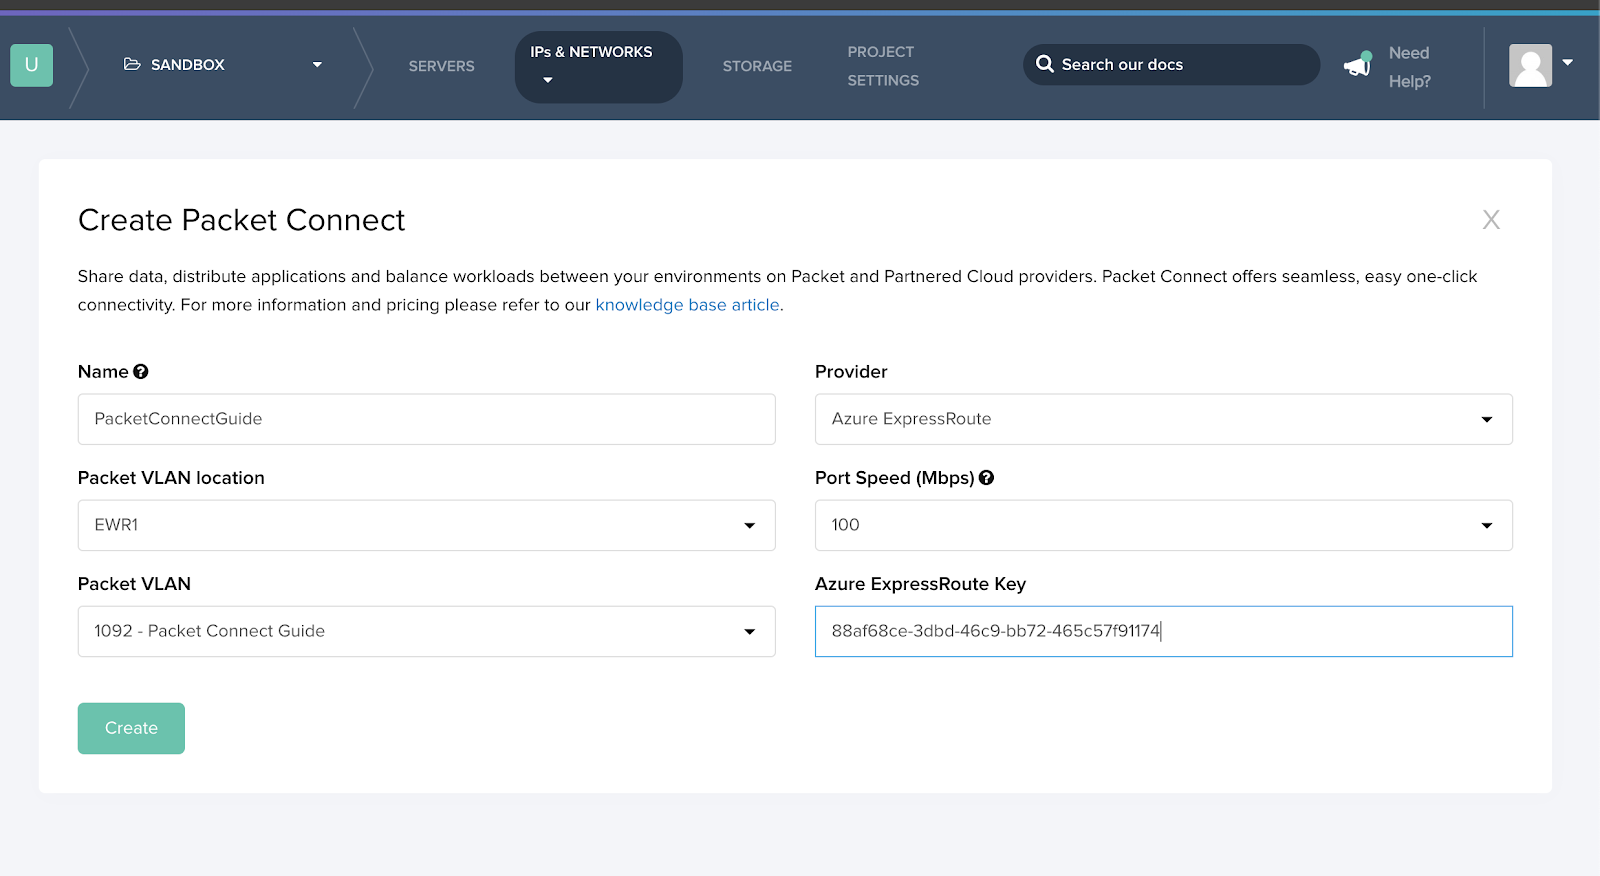 U
SANDBOX
SERVERS
IPs & NETWORKS
STORAGE
PROJECT
SETTINGS
Search our docs
Need
Help?
Create Packet Connect
X
Share data, distribute applications and balance workloads between your environments on Packet and Partnered Cloud providers. Packet Connect offers seamless, easy one-click
connectivity. For more information and pricing please refer to our knowledge base article.
Name ?
Provider
PacketConnectGuide
Azure ExpressRoute
Packet VLAN location
Port Speed (Mbps) ?
EWR1
100
Packet VLAN
Azure ExpressRoute Key
1092 - Packet Connect Guide
88af68ce-3dbd-46c9-bb72-465c57f91174
Create